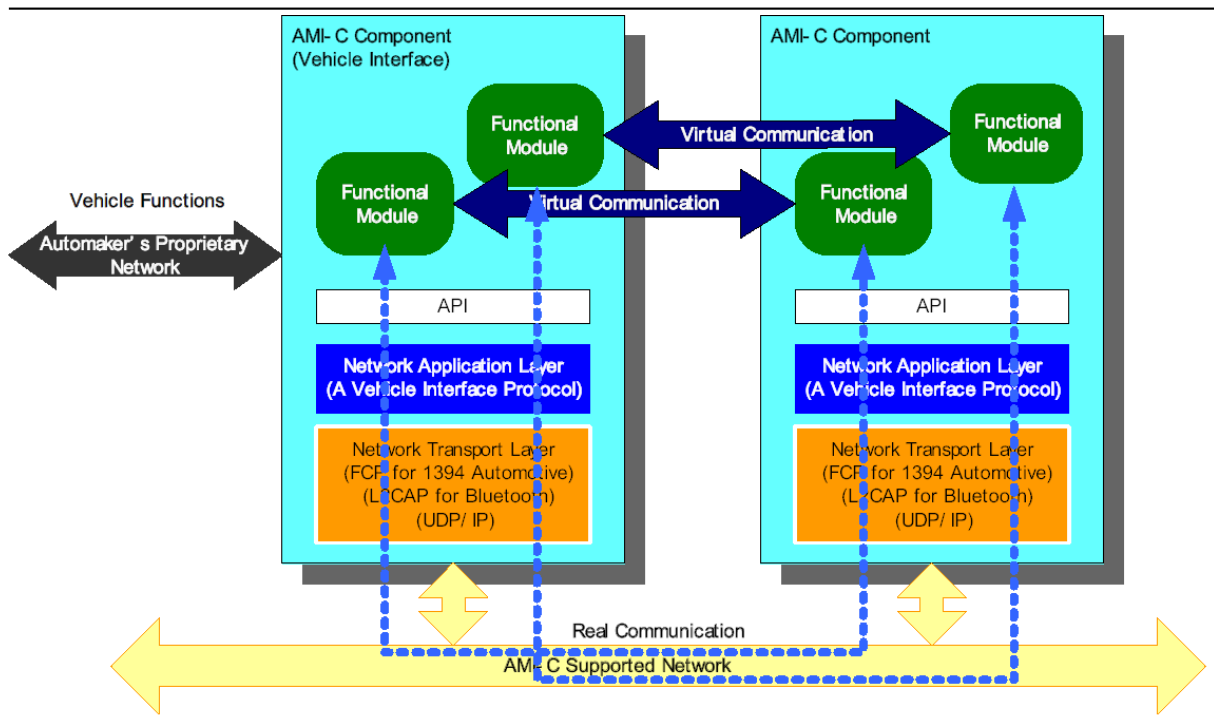 AMI- C Component
(Vehicle Interface)
AMI- C Component
Functional
Module
Virtual Communication
Functional
Module
Functional
Module
Virtual Communication
Functional
Module
Vehicle Functions
Automaker' s Proprietary
Network
API
API
Network Application Layer
(A Vehicle Interface Protocol)
Network Application Layer
(A Vehicle Interface Protocol)
Network Transport Layer
(FCP for 1394 Automotive)
(L2CAP for Bluetooth)
(UDP/ IP)
Network Transport Layer
(FCP for 1394 Automotive)
(L2CAP for Bluetooth)
(UDP/ IP)
Real Communication
AMI- C Supported Network